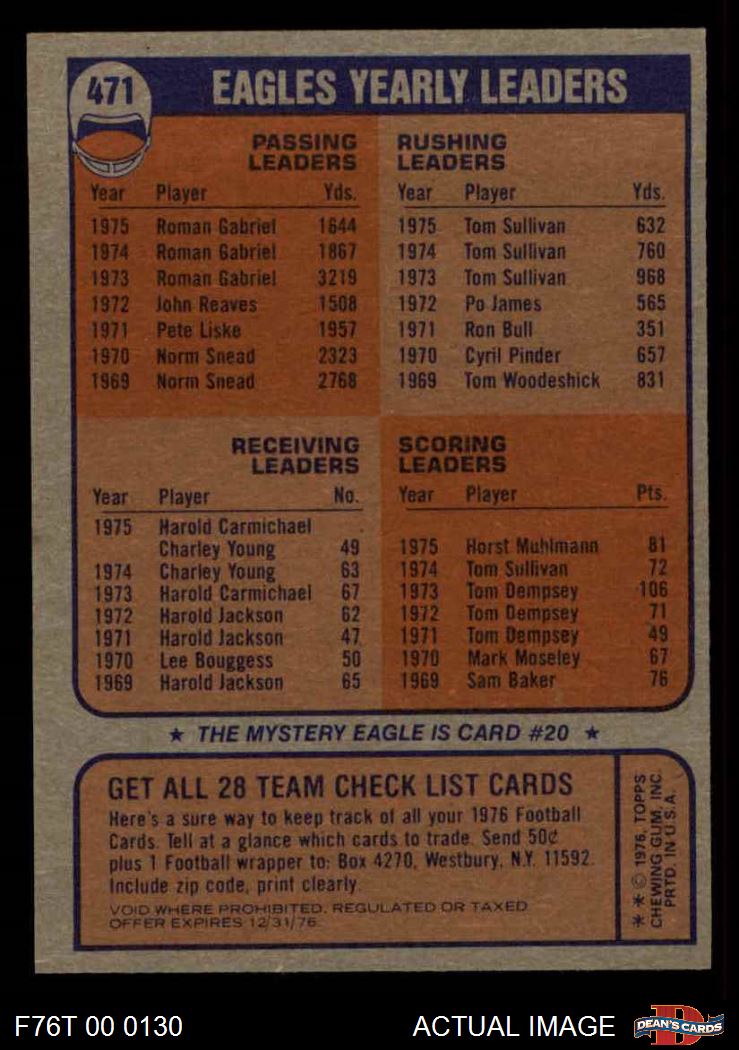 471
EAGLES YEARLY LEADERS
PASSING
LEADERS
Year Player Yds.
1975 Roman Gabriel 1644
1974 Roman Gabriel 1867
1973 Roman Gabriel 3219
1972 John Reaves 1508
1971 Pete Liske 1957
1970 Norm Snead 2323
1969 Norm Snead 2768
RUSHING
LEADERS
Year Player Yds.
1975 Tom Sullivan 632
1974 Tom Sullivan 760
1973 Tom Sullivan 968
1972 Po James 565
1971 Ron Bull 351
1970 Cyril Pinder 657
1969 Tom Woodeshick 831
RECEIVING
LEADERS
Year Player No.
1975 Harold Carmichael
Charley Young 49
1974 Charley Young 63
1973 Harold Carmichael 67
1972 Harold Jackson 62
1971 Harold Jackson 47
1970 Lee Bouggess 50
1969 Harold Jackson 65
SCORING
LEADERS
Year Player Pts.
1975 Horst Muhlmann 81
1974 Tom Sullivan 72
1973 Tom Dempsey 106
1972 Tom Dempsey 71
1971 Tom Dempsey 49
1970 Mark Moseley 67
1969 Sam Baker 76
★ THE MYSTERY EAGLE IS CARD #20 ★
GET ALL 28 TEAM CHECK LIST CARDS
Here's a sure way to keep track of all your 1976 Football
Cards. Tell at a glance which cards to trade. Send 50¢
plus 1 Football wrapper to: Box 4270, Westbury, N.Y. 11592.
Include zip code, print clearly.
VOID WHERE PROHIBITED, REGULATED OR TAXED
OFFER EXPIRES 12/31/76
★ ★ © 1976, TOPPS
CHEWING GUM, INC.
PRTD. IN U.S.A.
F76T 00 0130
ACTUAL IMAGE
D
DEAN'S CARDS